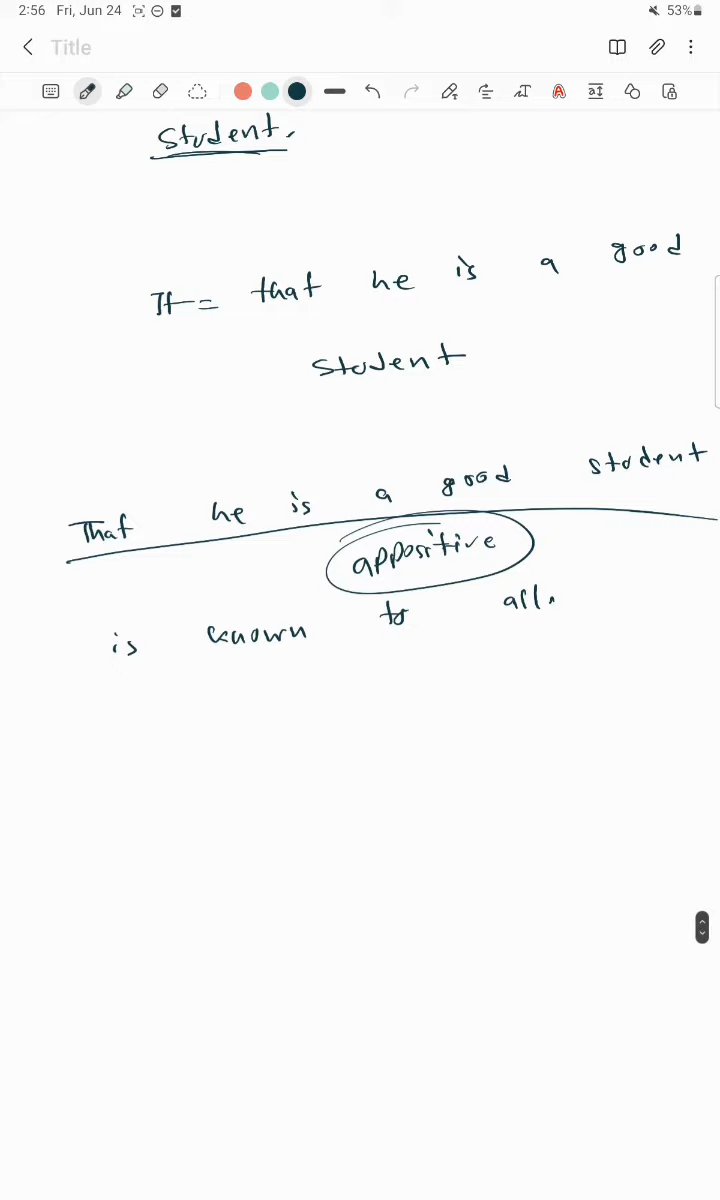 2:56 Fri, Jun 24 53%
Title
Student.
It = that he is a good
student
That he is a good student
appositive
is known to all.